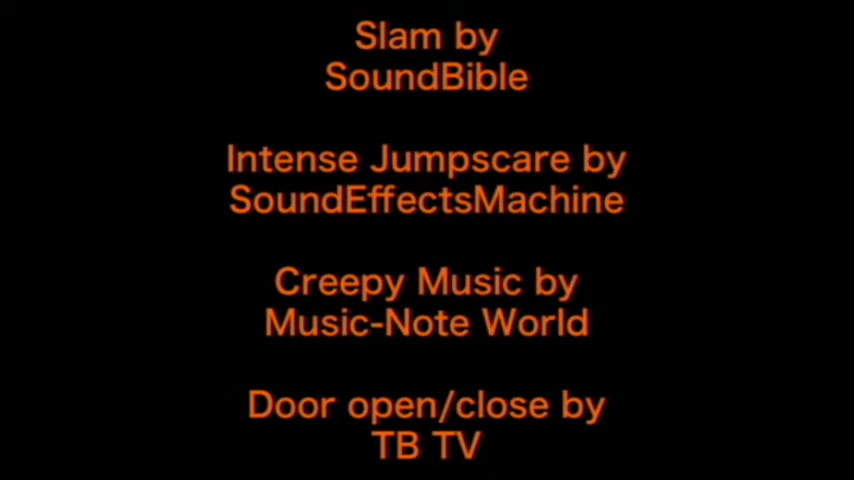 Slam by
SoundBible
Intense Jumpscare by
SoundEffectsMachine
Creepy Music by
Music-Note World
Door open/close by
TB TV